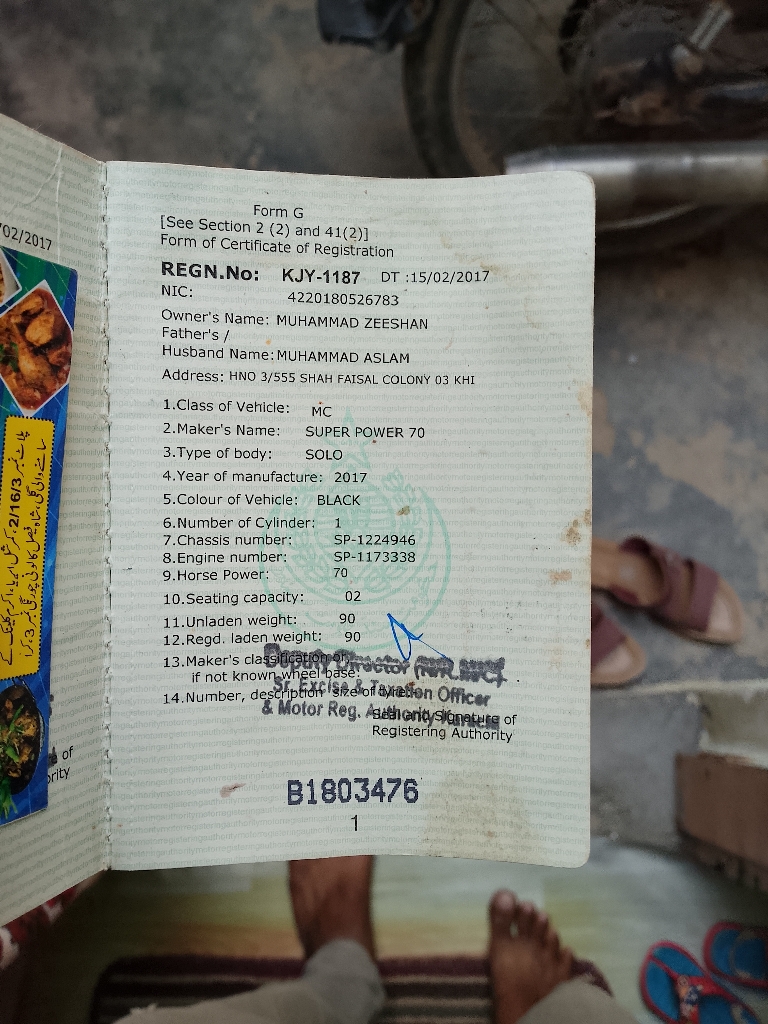 /02/2017
Form G
[See Section 2 (2) and 41(2)]
Form of Certificate of Registration
REGN.No: KJY-1187 DT :15/02/2017
NIC: 4220180526783
Owner's Name: MUHAMMAD ZEESHAN
Father's /
Husband Name: MUHAMMAD ASLAM
Address: HNO 3/555 SHAH FAISAL COLONY 03 KHI
1.Class of Vehicle: MC
2.Maker's Name: SUPER POWER 70
3.Type of body: SOLO
4.Year of manufacture: 2017
5.Colour of Vehicle: BLACK
6.Number of Cylinder: 1
7.Chassis number: SP-1224946
8.Engine number: SP-1173338
9.Horse Power: 70
10.Seating capacity: 02
11.Unladen weight: 90
12.Regd. laden weight: 90
13.Maker's classification or
if not known wheel base:
14.Number, description size of tyre
Deputy Director
Sr. Excise & Taxation Officer
& Motor Reg. Authority Karachi
Seal and Signature of
Registering Authority
B1803476
1
of
ority